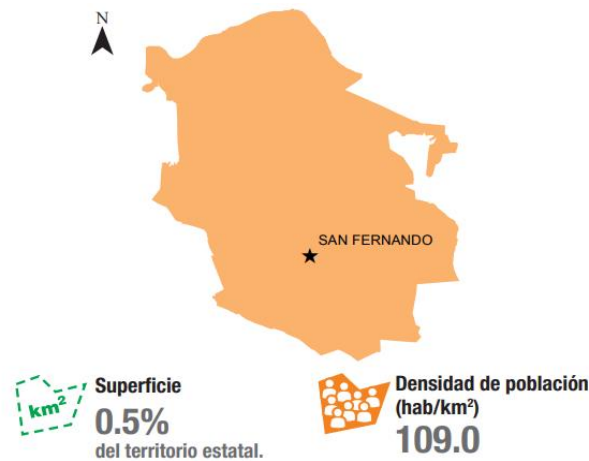 N
SAN FERNANDO
km²
Superficie
0.5%
del territorio estatal.
Densidad de población
(hab/km²)
109.0